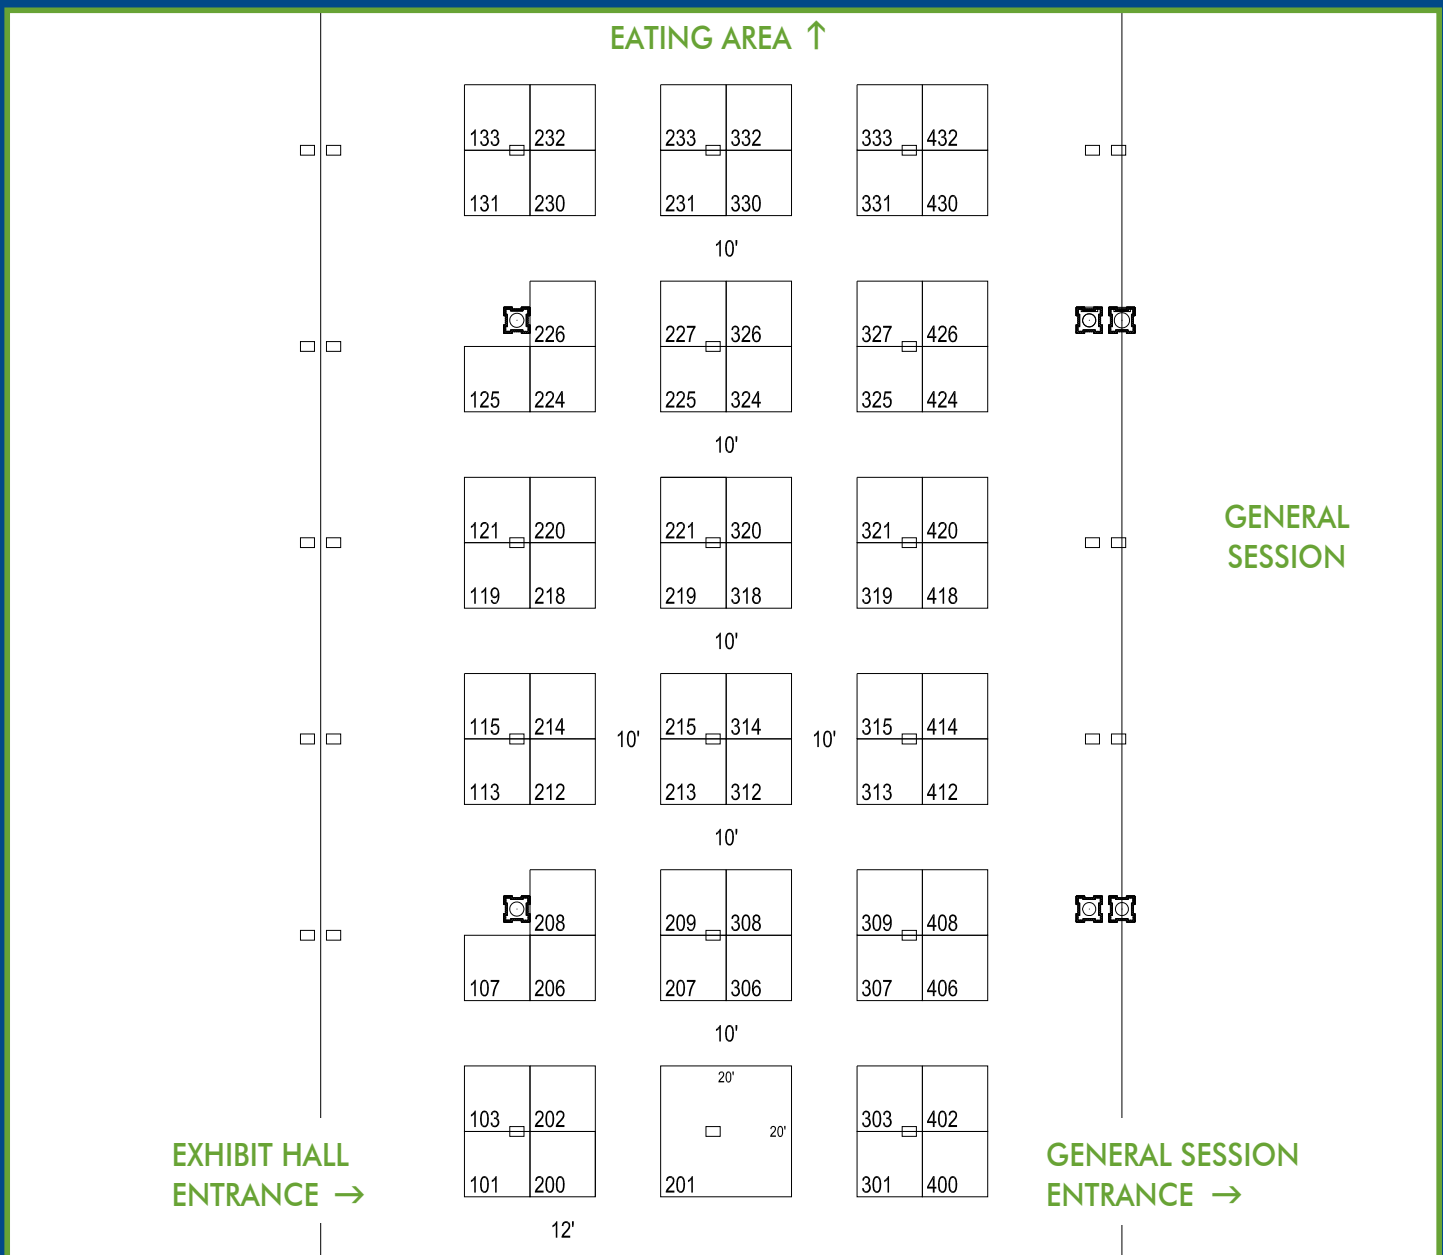 EATING AREA ↑
133 232 233 332 333 432
131 230 231 330 331 430
10'
226 227 326 327 426
125 224 225 324 325 424
10'
121 220 221 320 321 420
GENERAL
SESSION
119 218 219 318 319 418
10'
115 214 10' 215 314 10' 315 414
113 212 213 312 313 412
10'
208 209 308 309 408
107 206 207 306 307 406
10'
20'
103 202 20' 303 402
EXHIBIT HALL
ENTRANCE →
101 200 201 301 400
GENERAL SESSION
ENTRANCE →
12'